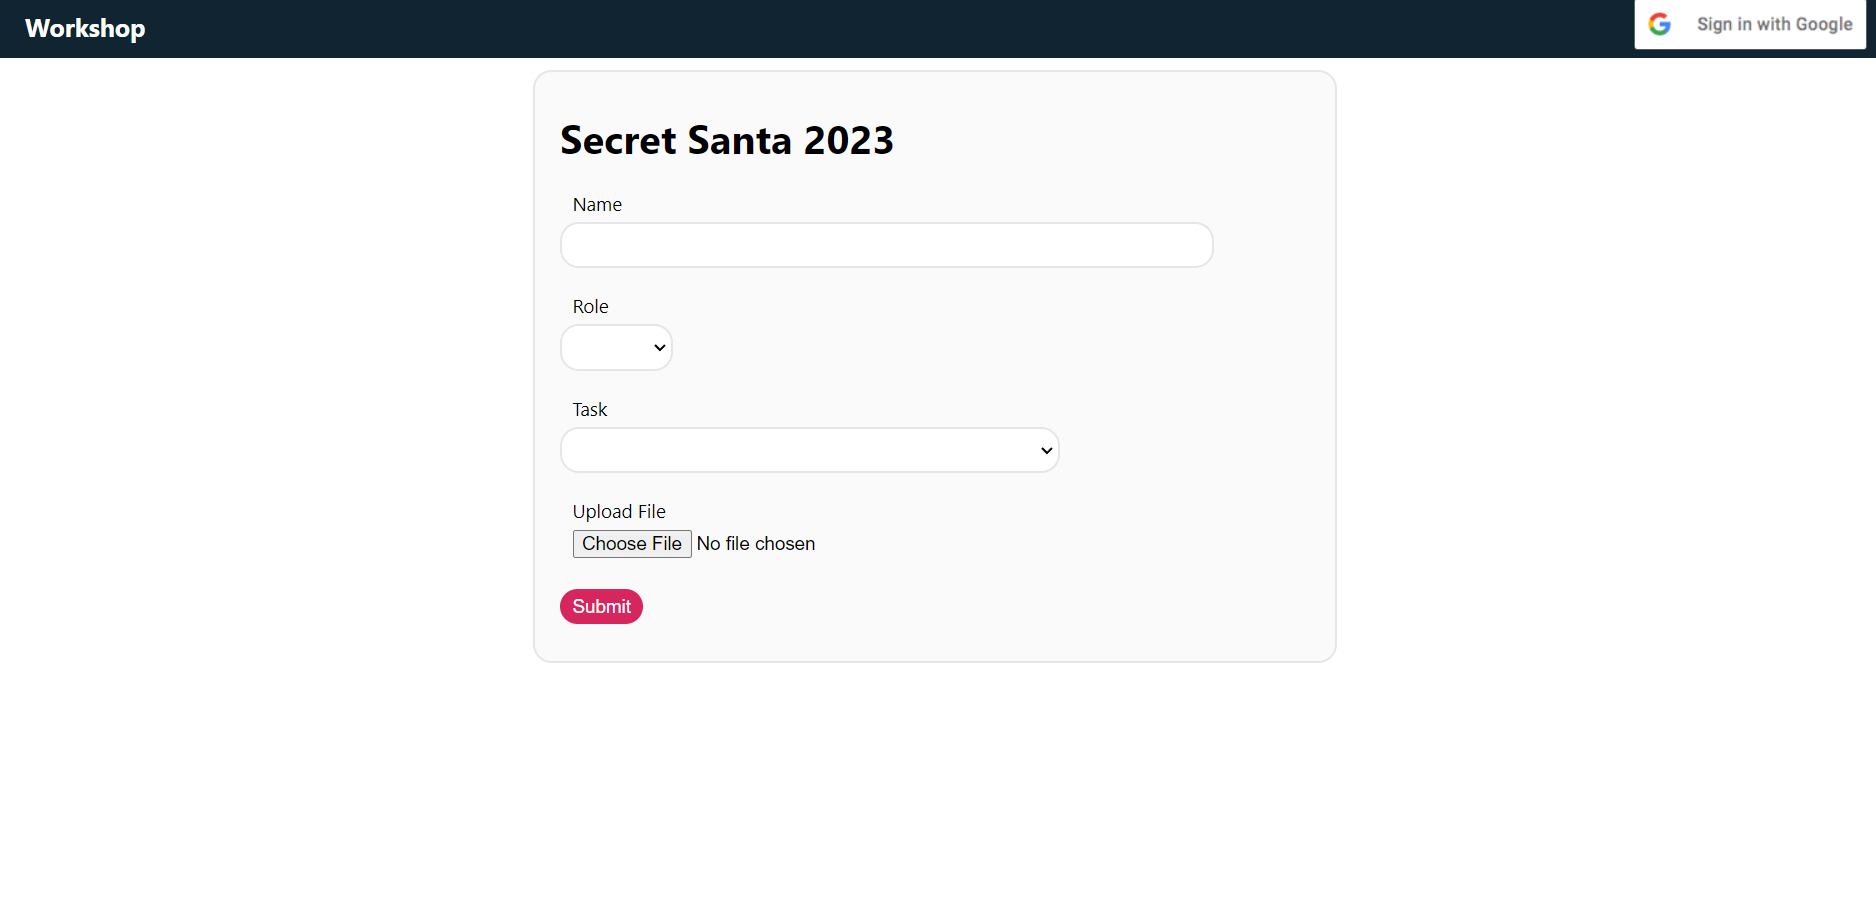 Workshop
Sign in with Google
Secret Santa 2023
Name
Role
Task
Upload File
Choose File No file chosen
Submit